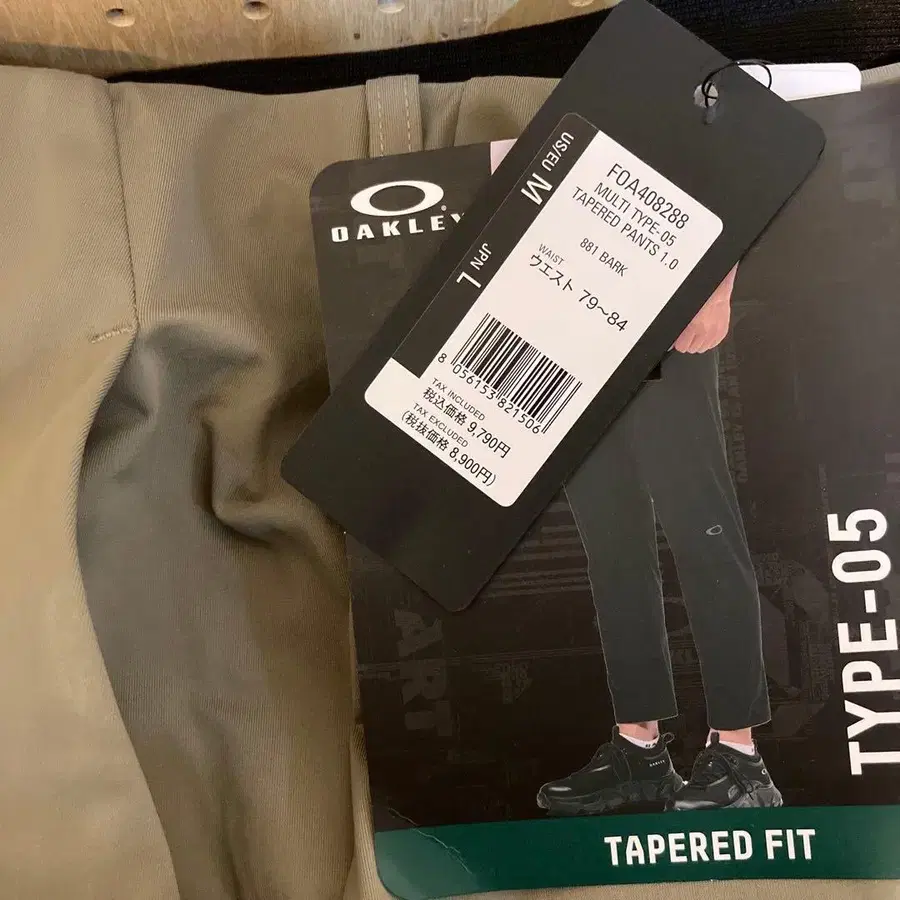 OAKLEY
US/EU M
JPN L
FOA408288
MULTI TYPE-05
TAPERED PANTS 1.0
881 BARK
WAIST
ウエスト 79〜84
8 056153 821506
TAX INCLUDED
税込価格 9,790円
TAX EXCLUDED
(税抜価格 8,900円)
TYPE-05
TAPERED FIT